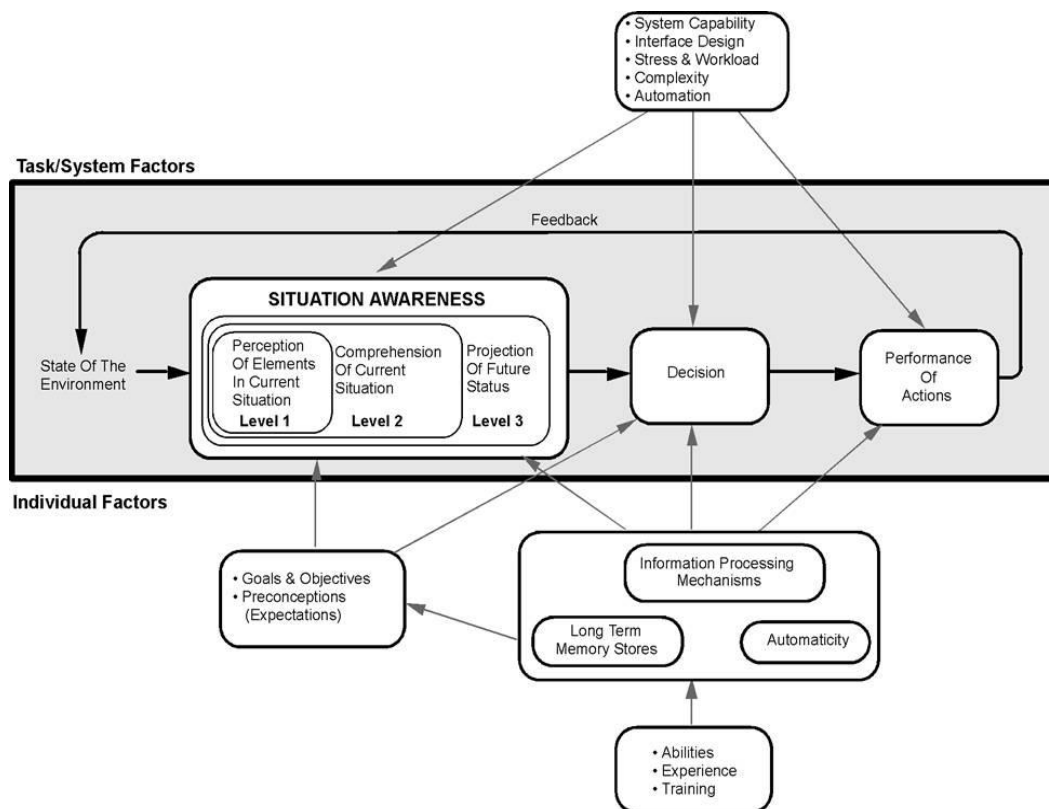 • System Capability
• Interface Design
• Stress & Workload
• Complexity
• Automation
Task/System Factors
Feedback
SITUATION AWARENESS
State Of The
Environment
Perception
Of Elements
In Current
Situation
Level 1
Comprehension
Of Current
Situation
Level 2
Projection
Of Future
Status
Level 3
Decision
Performance
Of
Actions
Individual Factors
• Goals & Objectives
• Preconceptions
(Expectations)
Information Processing
Mechanisms
Long Term
Memory Stores
Automaticity
• Abilities
• Experience
• Training